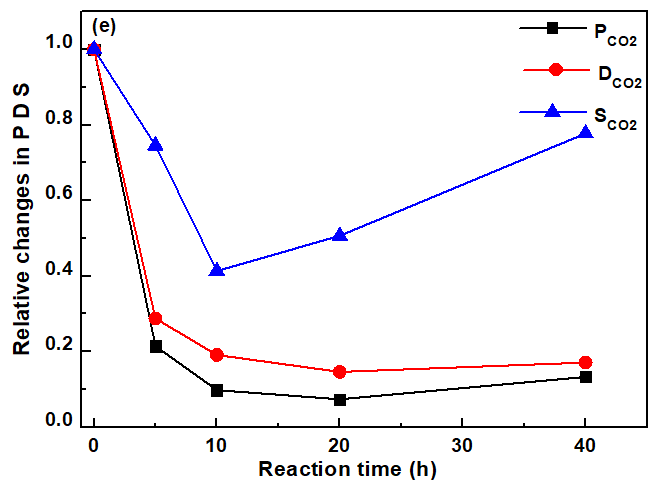 (e)
P_CO2
D_CO2
S_CO2
Relative changes in P D S
1.0
0.8
0.6
0.4
0.2
0.0
0 10 20 30 40
Reaction time (h)